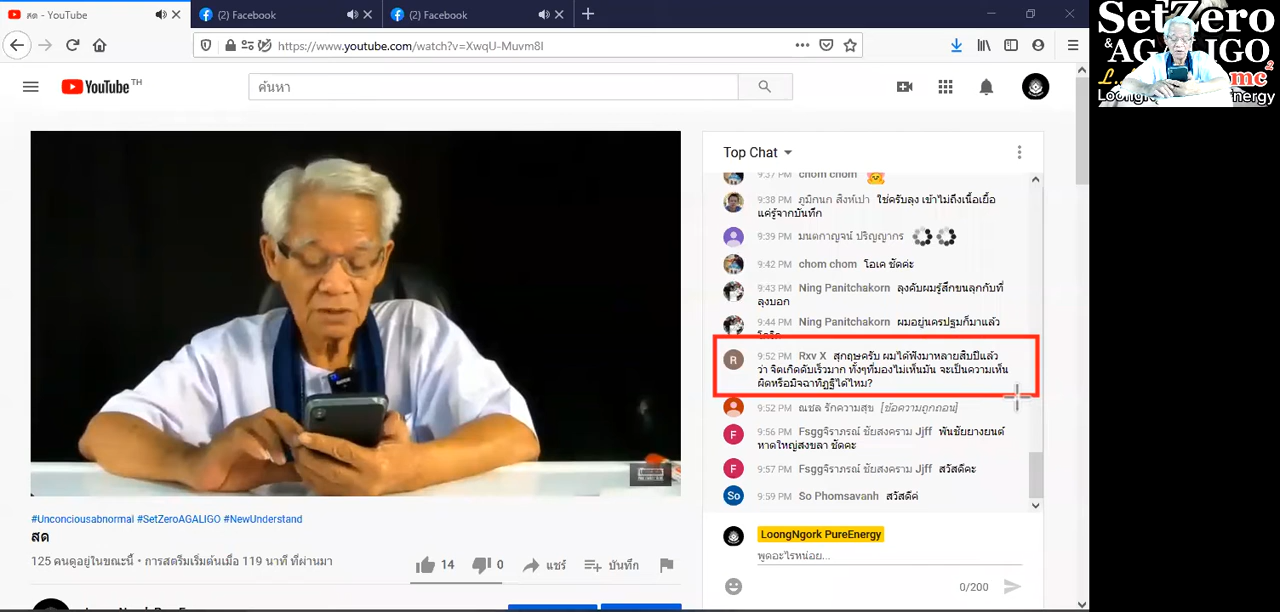 สด - YouTube
(2) Facebook
(2) Facebook
https://www.youtube.com/watch?v=XwqU-Muvm8I
YouTube TH
ค้นหา
SetZero
&AGALIGO
mc²
Top Chat
9:37 PM chom chom
9:38 PM ภูมิกนก สิงห์เปา ใช่ครับลุง เข้าไม่ถึงเนื้อเยื้อ
แค่รู้จากบันทึก
9:39 PM มนตกาญจน์ ปริญญากร
9:42 PM chom chom โอเค ชัดค่ะ
9:43 PM Ning Panitchakorn ลุงคับผมรู้สึกขนลุกกับที่
ลุงบอก
9:44 PM Ning Panitchakorn ผมอยู่นครปฐมก็มาแล้ว
R
9:52 PM Rxv X สุกฤษครับ ผมได้ฟังมาหลายสิบปีแล้ว
ว่า จิตเกิดดับเร็วมาก ทั้งๆที่มองไม่เห็นมัน จะเป็นความเห็น
ผิดหรือมิจฉาทิฏฐิได้ไหม?
9:52 PM ณชล รักความสุข [ข้อความถูกถอน]
F
9:56 PM Fsggจิราภรณ์ ชัยสงคราม Jjff พันชัยยางยนต์
หาดใหญ่สงขลา ชัดคะ
F
9:57 PM Fsggจิราภรณ์ ชัยสงคราม Jjff สวัสดีคะ
So
9:59 PM So Phomsavanh สวัสดีค่
LoongNgork PureEnergy
พูดอะไรหน่อย...
0/200
#Unconciousabnormal #SetZeroAGALIGO #NewUnderstand
สด
125 คนดูอยู่ในขณะนี้ • การสตรีมเริ่มต้นเมื่อ 119 นาที ที่ผ่านมา
14
0
แชร์
บันทึก